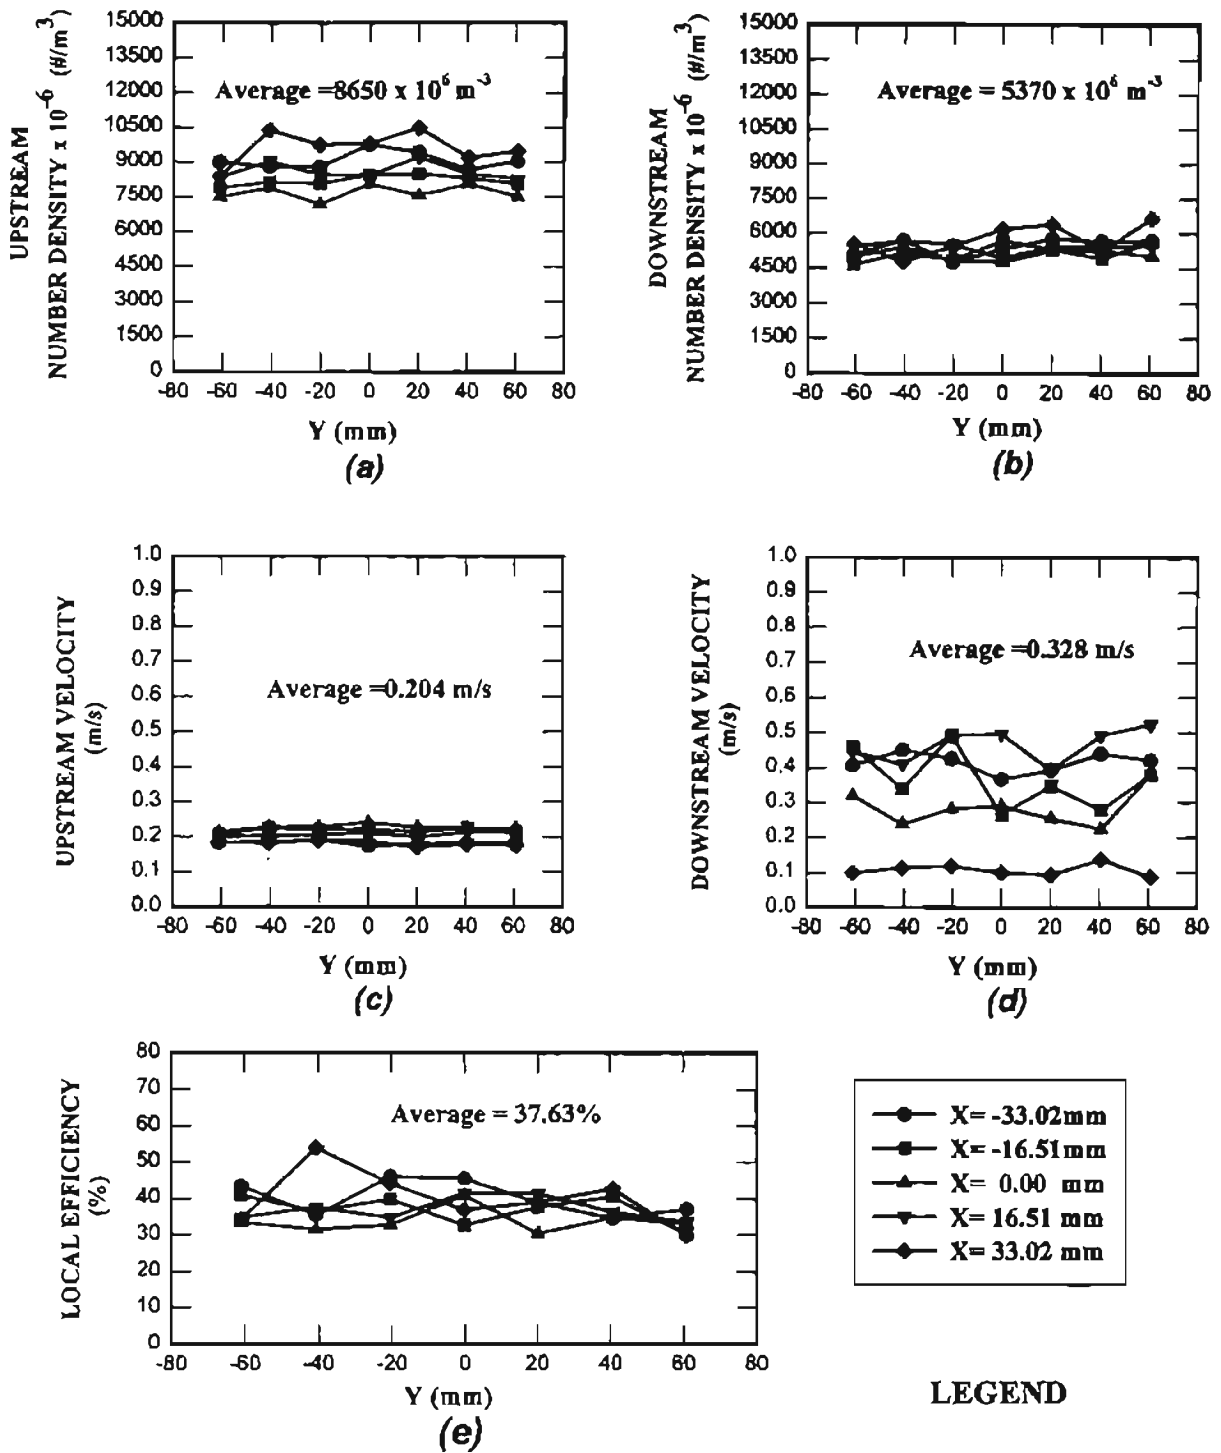 UPSTREAM
NUMBER DENSITY x 10^-6 (#/m^3)
15000
13500
12000
10500
9000
7500
6000
4500
3000
1500
0
Average =8650 x 10^6 m^-3
-80 -60 -40 -20 0 20 40 60 80
Y (mm)
(a)
DOWNSTREAM
NUMBER DENSITY x 10^-6 (#/m^3)
15000
13500
12000
10500
9000
7500
6000
4500
3000
1500
0
Average = 5370 x 10^6 m^-3
-80 -60 -40 -20 0 20 40 60 80
Y (mm)
(b)
UPSTREAM VELOCITY
(m/s)
1.0
0.9
0.8
0.7
0.6
0.5
0.4
0.3
0.2
0.1
0.0
Average =0.204 m/s
-80 -60 -40 -20 0 20 40 60 80
Y (mm)
(c)
DOWNSTREAM VELOCITY
(m/s)
1.0
0.9
0.8
0.7
0.6
0.5
0.4
0.3
0.2
0.1
0.0
Average =0.328 m/s
-80 -60 -40 -20 0 20 40 60 80
Y (mm)
(d)
LOCAL EFFICIENCY
(%)
80
70
60
50
40
30
20
10
0
Average = 37.63%
-80 -60 -40 -20 0 20 40 60 80
Y (mm)
(e)
X= -33.02mm
X= -16.51mm
X= 0.00 mm
X= 16.51 mm
X= 33.02 mm
LEGEND